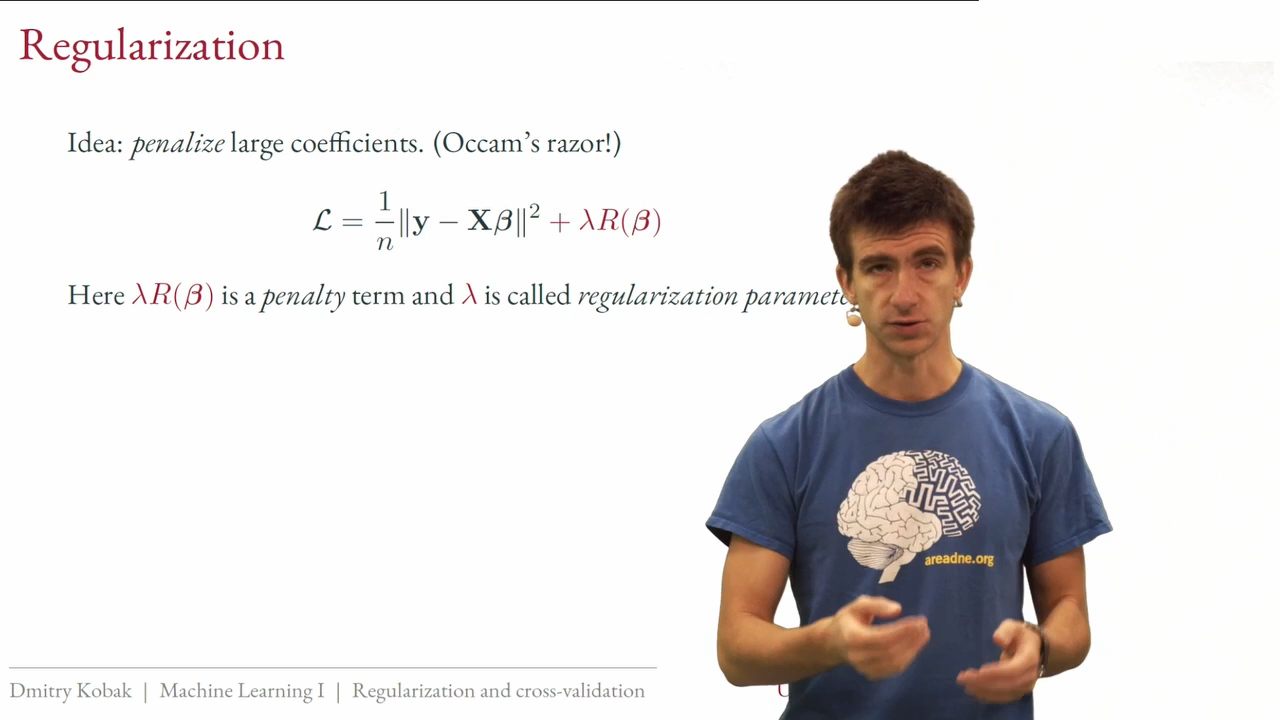 Regularization
Idea: penalize large coefficients. (Occam's razor!)
𝓛 = 1/n ‖y − Xβ‖² + λR(β)
Here λR(β) is a penalty term and λ is called regularization
areadne.org
Dmitry Kobak | Machine Learning I | Regularization and cross-validation